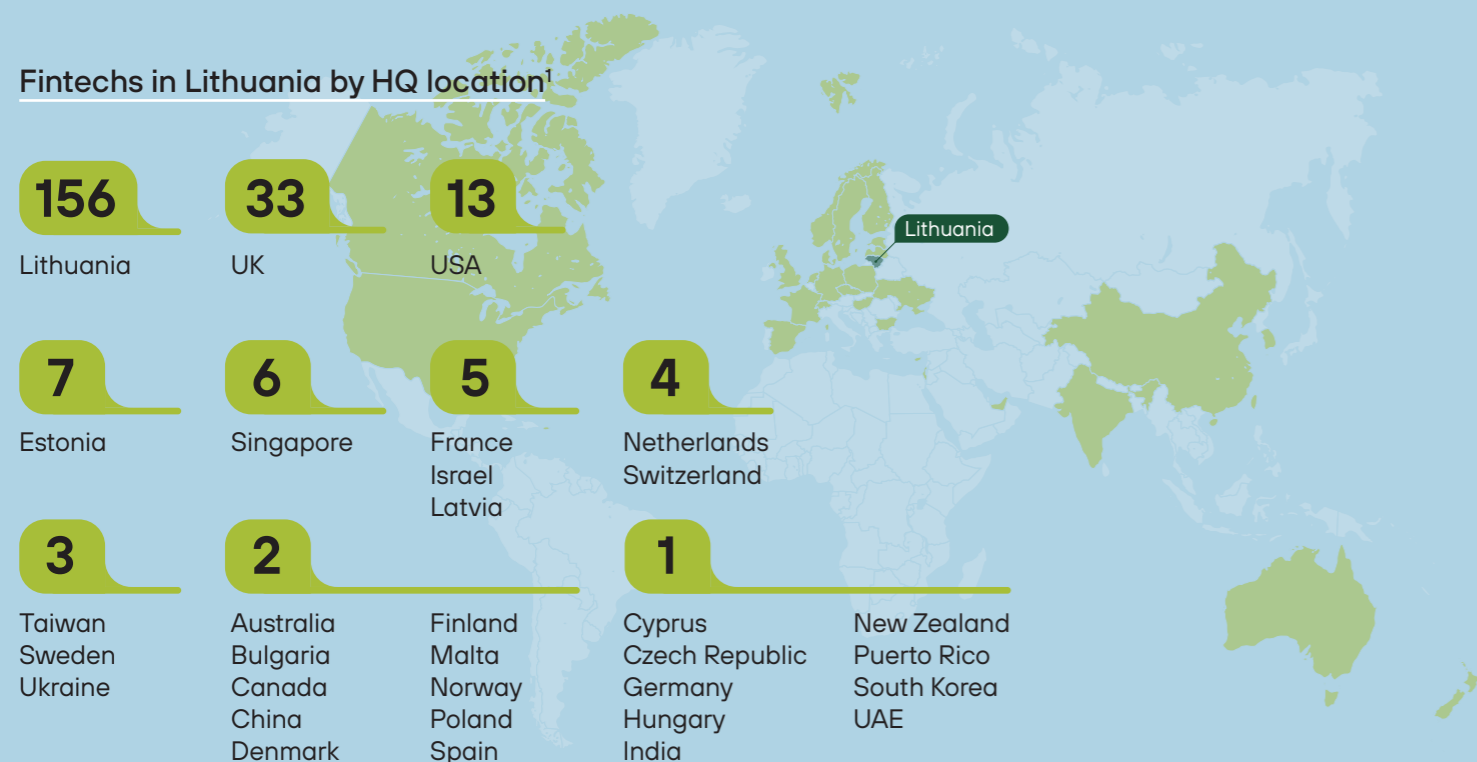 Fintechs in Lithuania by HQ location1
156
Lithuania
33
UK
13
USA
Lithuania
7
Estonia
6
Singapore
5
France
Israel
Latvia
4
Netherlands
Switzerland
3
Taiwan
Sweden
Ukraine
2
Australia
Bulgaria
Canada
China
Denmark
Finland
Malta
Norway
Poland
Spain
1
Cyprus
Czech Republic
Germany
Hungary
India
New Zealand
Puerto Rico
South Korea
UAE